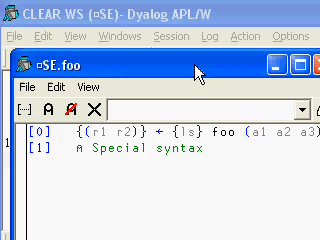 CLEAR WS (¤SE)- Dyalog APL/W
File Edit View Windows Session Log Action Options
¤SE.foo
File Edit View
[0] {(r1 r2)} ← {ls} foo (a1 a2 a3)
[1] ⍝ Special syntax